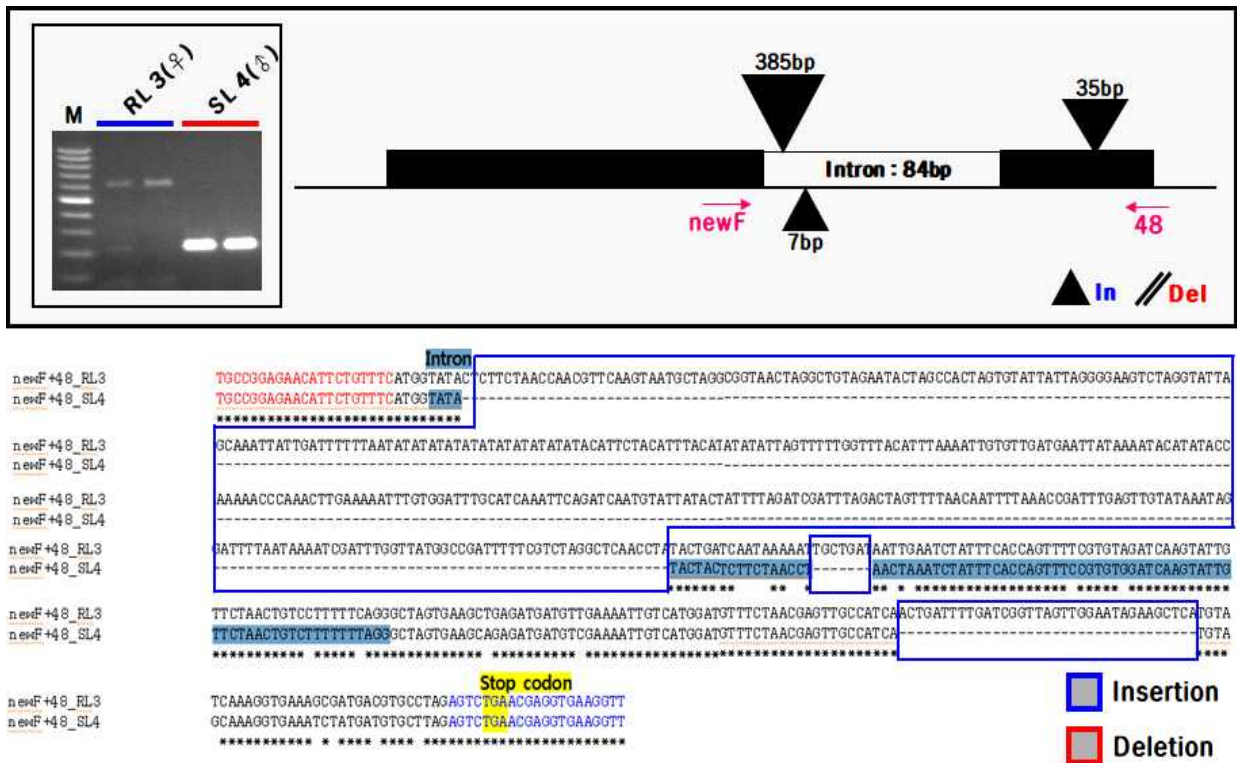 M
RL 3(♀)
SL 4(♂)
385bp
35bp
Intron : 84bp
newF
7bp
48
In
Del
Intron
newF+48_RL3 TGCCGGAGAACATTCTGTTTCATGGTATACTCTTCTAACCAACGTTCAAGTAATGCTAGGCGGTAACTAGGCTGTAGAATACTAGCCACTAGTGTATTATTAGGGGAAGTCTAGGTATTA
newF+48_SL4 TGCCGGAGAACATTCTGTTTCATGGTATA
newF+48_RL3 GCAAATTATTGATTTTTTAATATATATATATATATATATATATATACATTCTACATTTACATATATATTAGTTTTTGGTTTACATTTAAAATTGTGTTGATGAATTATAAAATACATATACC
newF+48_SL4
newF+48_RL3 AAAAACCCAAACTTGAAAAATTTGTGGATTTGCATCAAATTCAGATCAATGTATTATACTATTTTAGATCGATTTAGACTAGTTTTAACAATTTTAAACCGATTTGAGTTGTATAAATAG
newF+48_SL4
newF+48_RL3 GATTTTAATAAAATCGATTTGGTTATGGCCGATTTTTCGTCTAGGCTCAACCTATACTGATCAATAAAAATTGCTGATAATTGAATCTATTTCACCAGTTTTCGTGTAGATCAAGTATTG
newF+48_SL4 TACTACTCTTCTAACCT-------AACTAAATCTATTTCACCAGTTTCCGTGTGGATCAAGTATTG
newF+48_RL3 TTCTAACTGTCCTTTTTCAGGGCTAGTGAAGCTGAGATGATGTTGAAAATTGTCATGGATGTTTCTAACGAGTTGCCATCAACTGATTTTGATCGGTTAGTTGGAATAGAAGCTCATGTA
newF+48_SL4 TTCTAACTGTCTTTTTTTAGGGCTAGTGAAGCAGAGATGATGTCGAAAATTGTCATGGATGTTTCTAACGAGTTGCCATCA-----------------------------------TGTA
Stop codon
newF+48_RL3 TCAAAGGTGAAAGCGATGACGTGCCTAGAGTCTGAACGAGGTGAAGGTT
newF+48_SL4 GCAAAGGTGAAATCTATGATGTGCTTAGAGTCTGAACGAGGTGAAGGTT
Insertion
Deletion